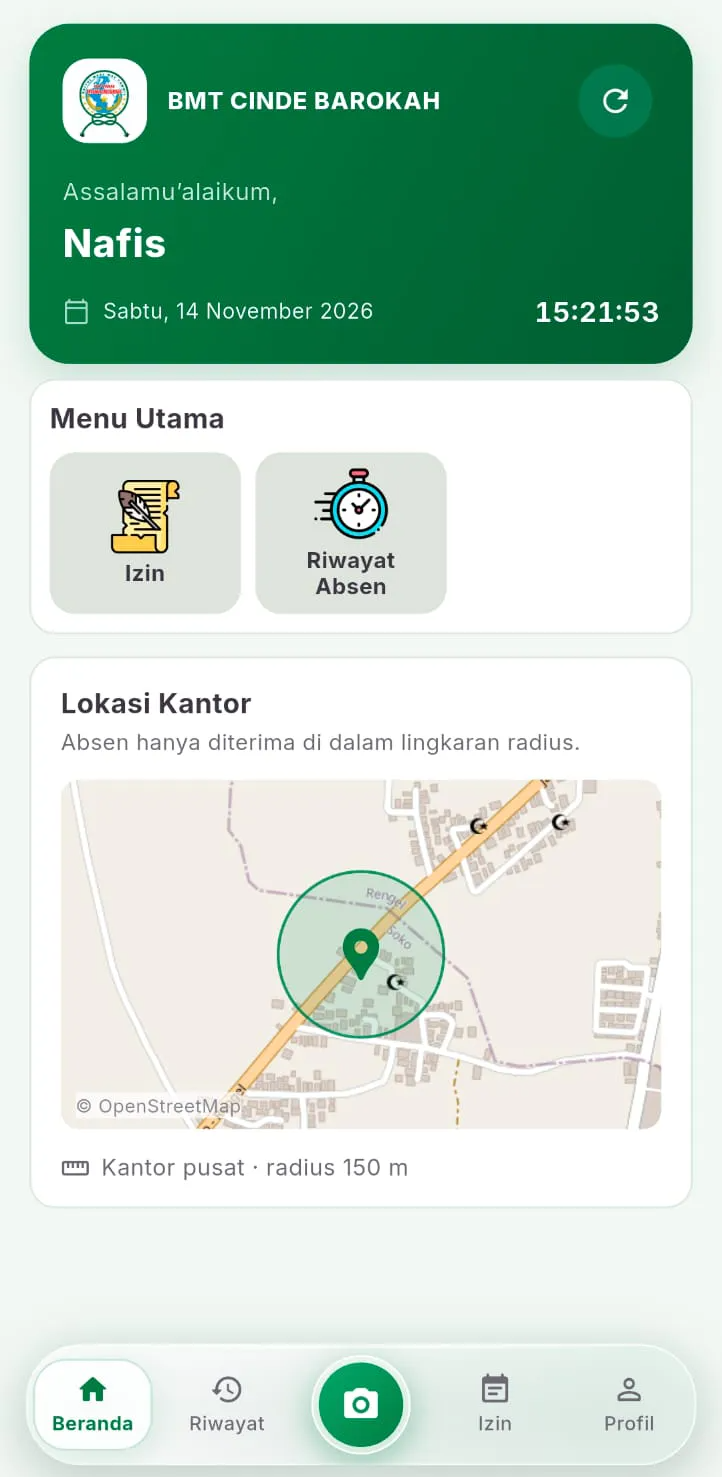 BMT CINDE BAROKAH
Assalamu’alaikum,
Nafis
Sabtu, 14 November 2026
15:21:53
Menu Utama
Izin
Riwayat
Absen
Lokasi Kantor
Absen hanya diterima di dalam lingkaran radius.
Rengel
Soko
© OpenStreetMap
Kantor pusat · radius 150 m
Beranda
Riwayat
Izin
Profil